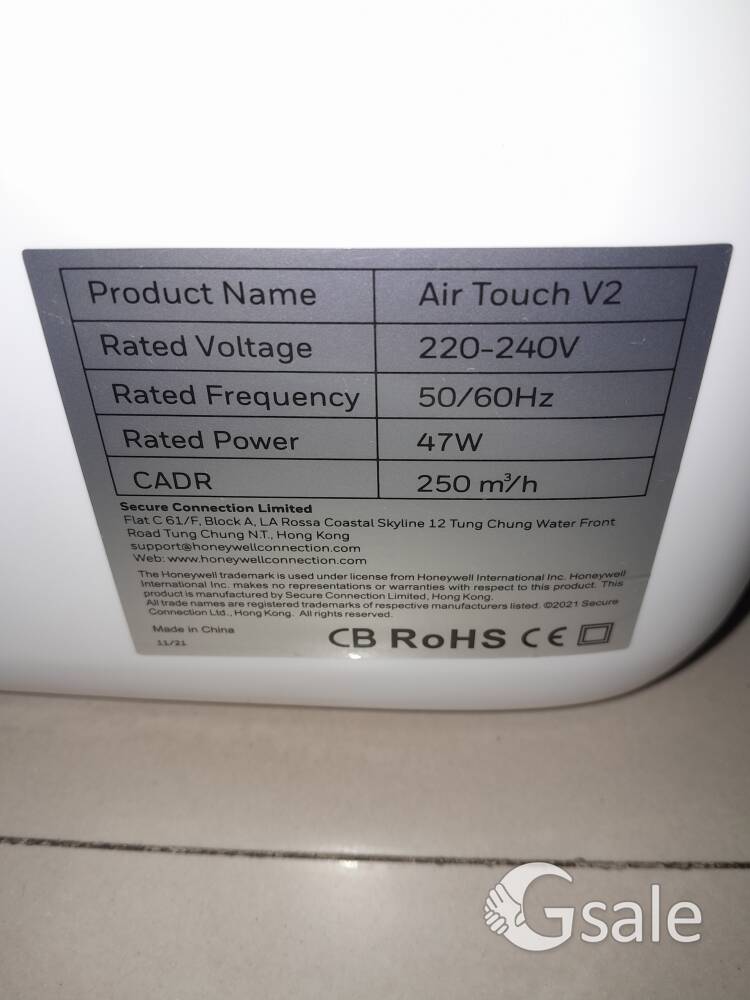 Product Name Air Touch V2
Rated Voltage 220-240V
Rated Frequency 50/60Hz
Rated Power 47W
CADR 250 m³/h
Secure Connection Limited
Flat C 61/F, Block A, LA Rossa Coastal Skyline 12 Tung Chung Water Front
Road Tung Chung N.T., Hong Kong
support@honeywellconnection.com
Web: www.honeywellconnection.com
The Honeywell trademark is used under license from Honeywell International Inc. Honeywell
International Inc. makes no representations or warranties with respect to this product. This
product is manufactured by Secure Connection Limited, Hong Kong.
All trade names are registered trademarks of respective manufacturers listed. ©2021 Secure
Connection Ltd., Hong Kong. All rights reserved.
Made in China
11/21
CB RoHS CE
Gsale